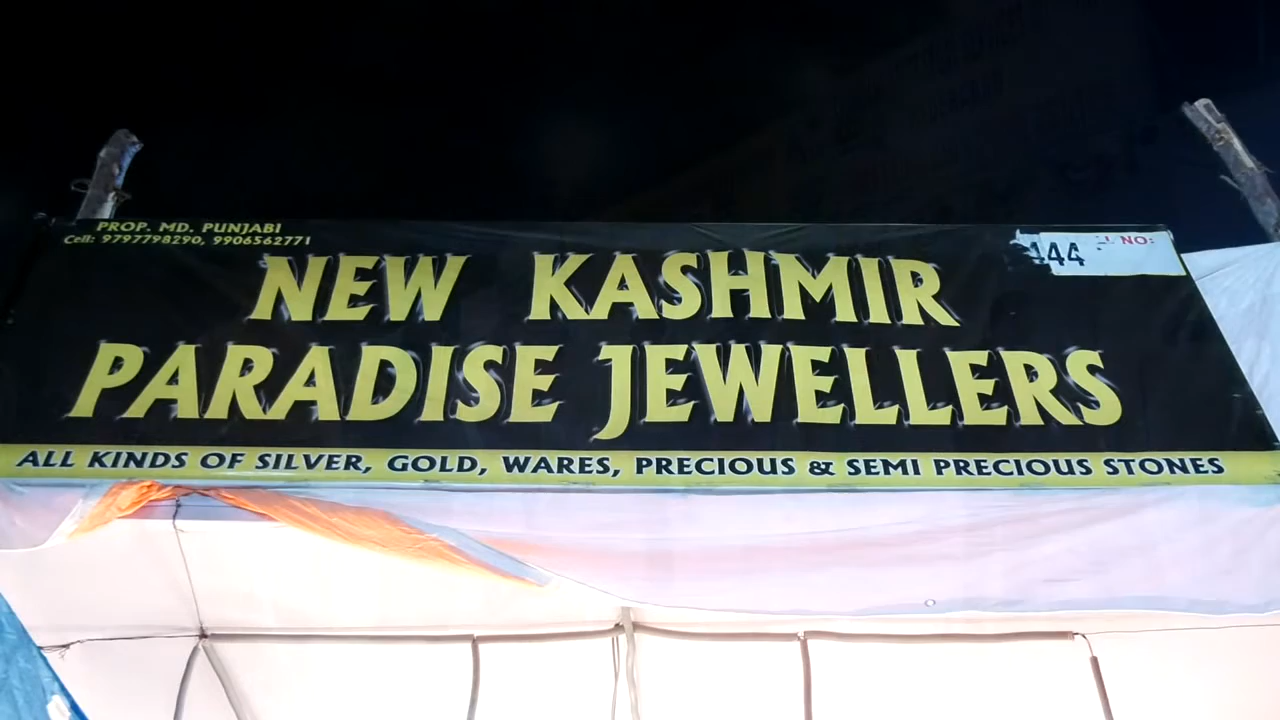 PROP. MD. PUNJABI
Cell: 9797798290, 9906562771
NO:
144
NEW KASHMIR
PARADISE JEWELLERS
ALL KINDS OF SILVER, GOLD, WARES, PRECIOUS & SEMI PRECIOUS STONES